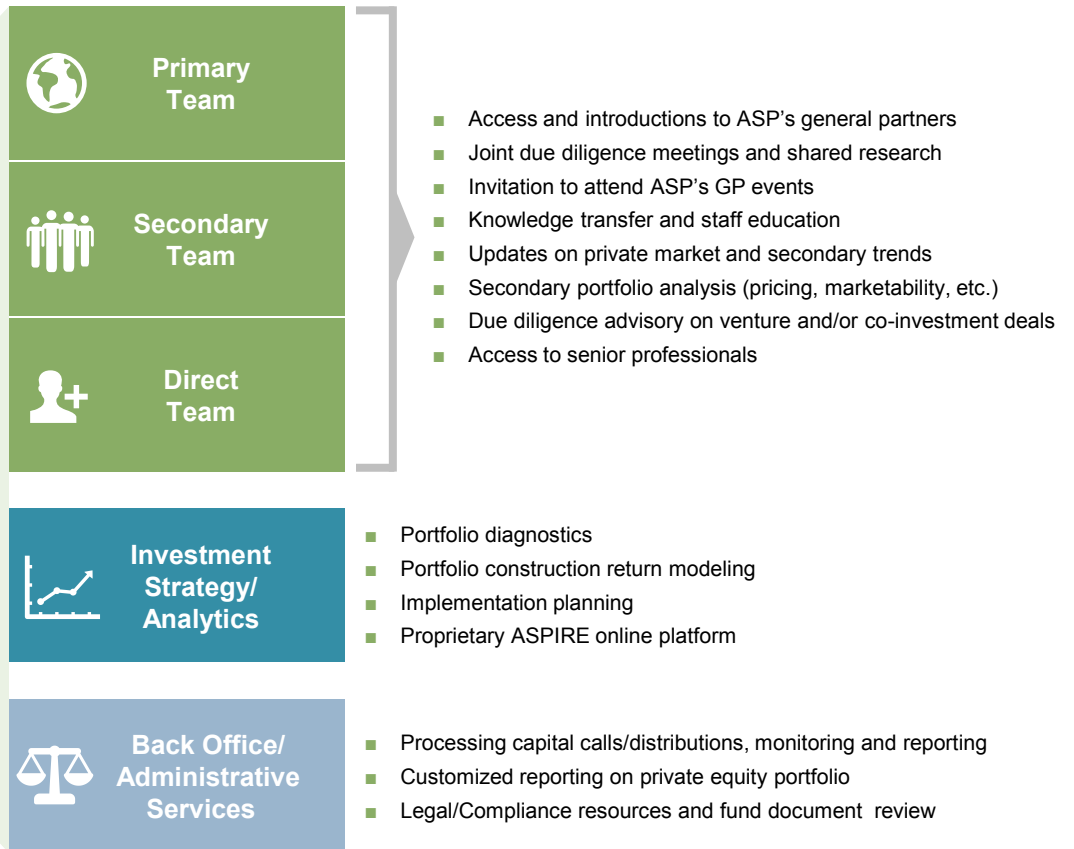 Primary
Team
Secondary
Team
Direct
Team
■ Access and introductions to ASP's general partners
■ Joint due diligence meetings and shared research
■ Invitation to attend ASP's GP events
■ Knowledge transfer and staff education
■ Updates on private market and secondary trends
■ Secondary portfolio analysis (pricing, marketability, etc.)
■ Due diligence advisory on venture and/or co-investment deals
■ Access to senior professionals
Investment
Strategy/
Analytics
■ Portfolio diagnostics
■ Portfolio construction return modeling
■ Implementation planning
■ Proprietary ASPIRE online platform
Back Office/
Administrative
Services
■ Processing capital calls/distributions, monitoring and reporting
■ Customized reporting on private equity portfolio
■ Legal/Compliance resources and fund document review